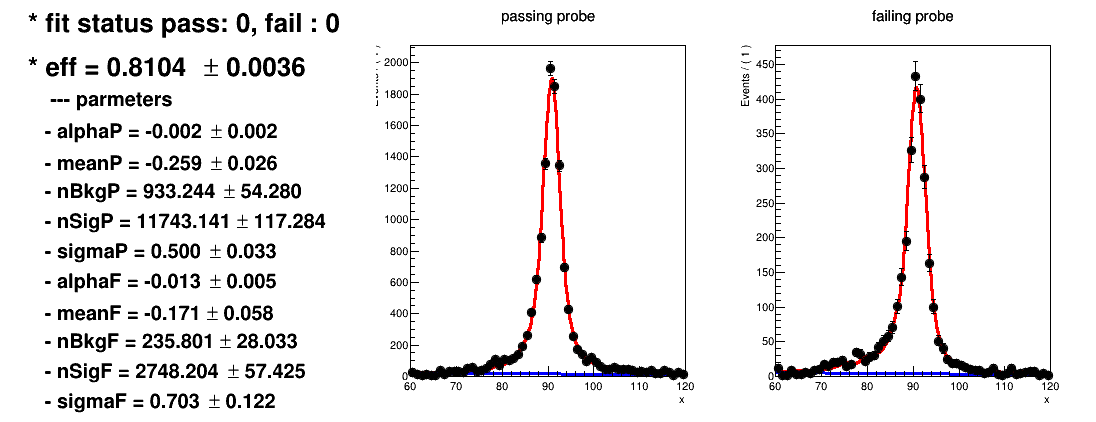 * fit status pass: 0, fail : 0
* eff = 0.8104 ± 0.0036
--- parmeters
- alphaP = -0.002 ± 0.002
- meanP = -0.259 ± 0.026
- nBkgP = 933.244 ± 54.280
- nSigP = 11743.141 ± 117.284
- sigmaP = 0.500 ± 0.033
- alphaF = -0.013 ± 0.005
- meanF = -0.171 ± 0.058
- nBkgF = 235.801 ± 28.033
- nSigF = 2748.204 ± 57.425
- sigmaF = 0.703 ± 0.122
passing probe
2000
1800
1600
1400
1200
1000
800
600
400
200
0
60 70 80 90 100 110 120
x
failing probe
Events / ( 1 )
450
400
350
300
250
200
150
100
50
0
60 70 80 90 100 110 120
x